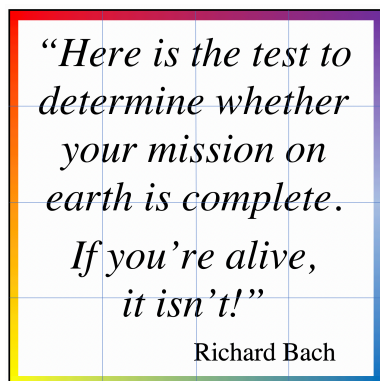 “Here is the test to
determine whether
your mission on
earth is complete.
If you’re alive,
it isn’t!”
Richard Bach